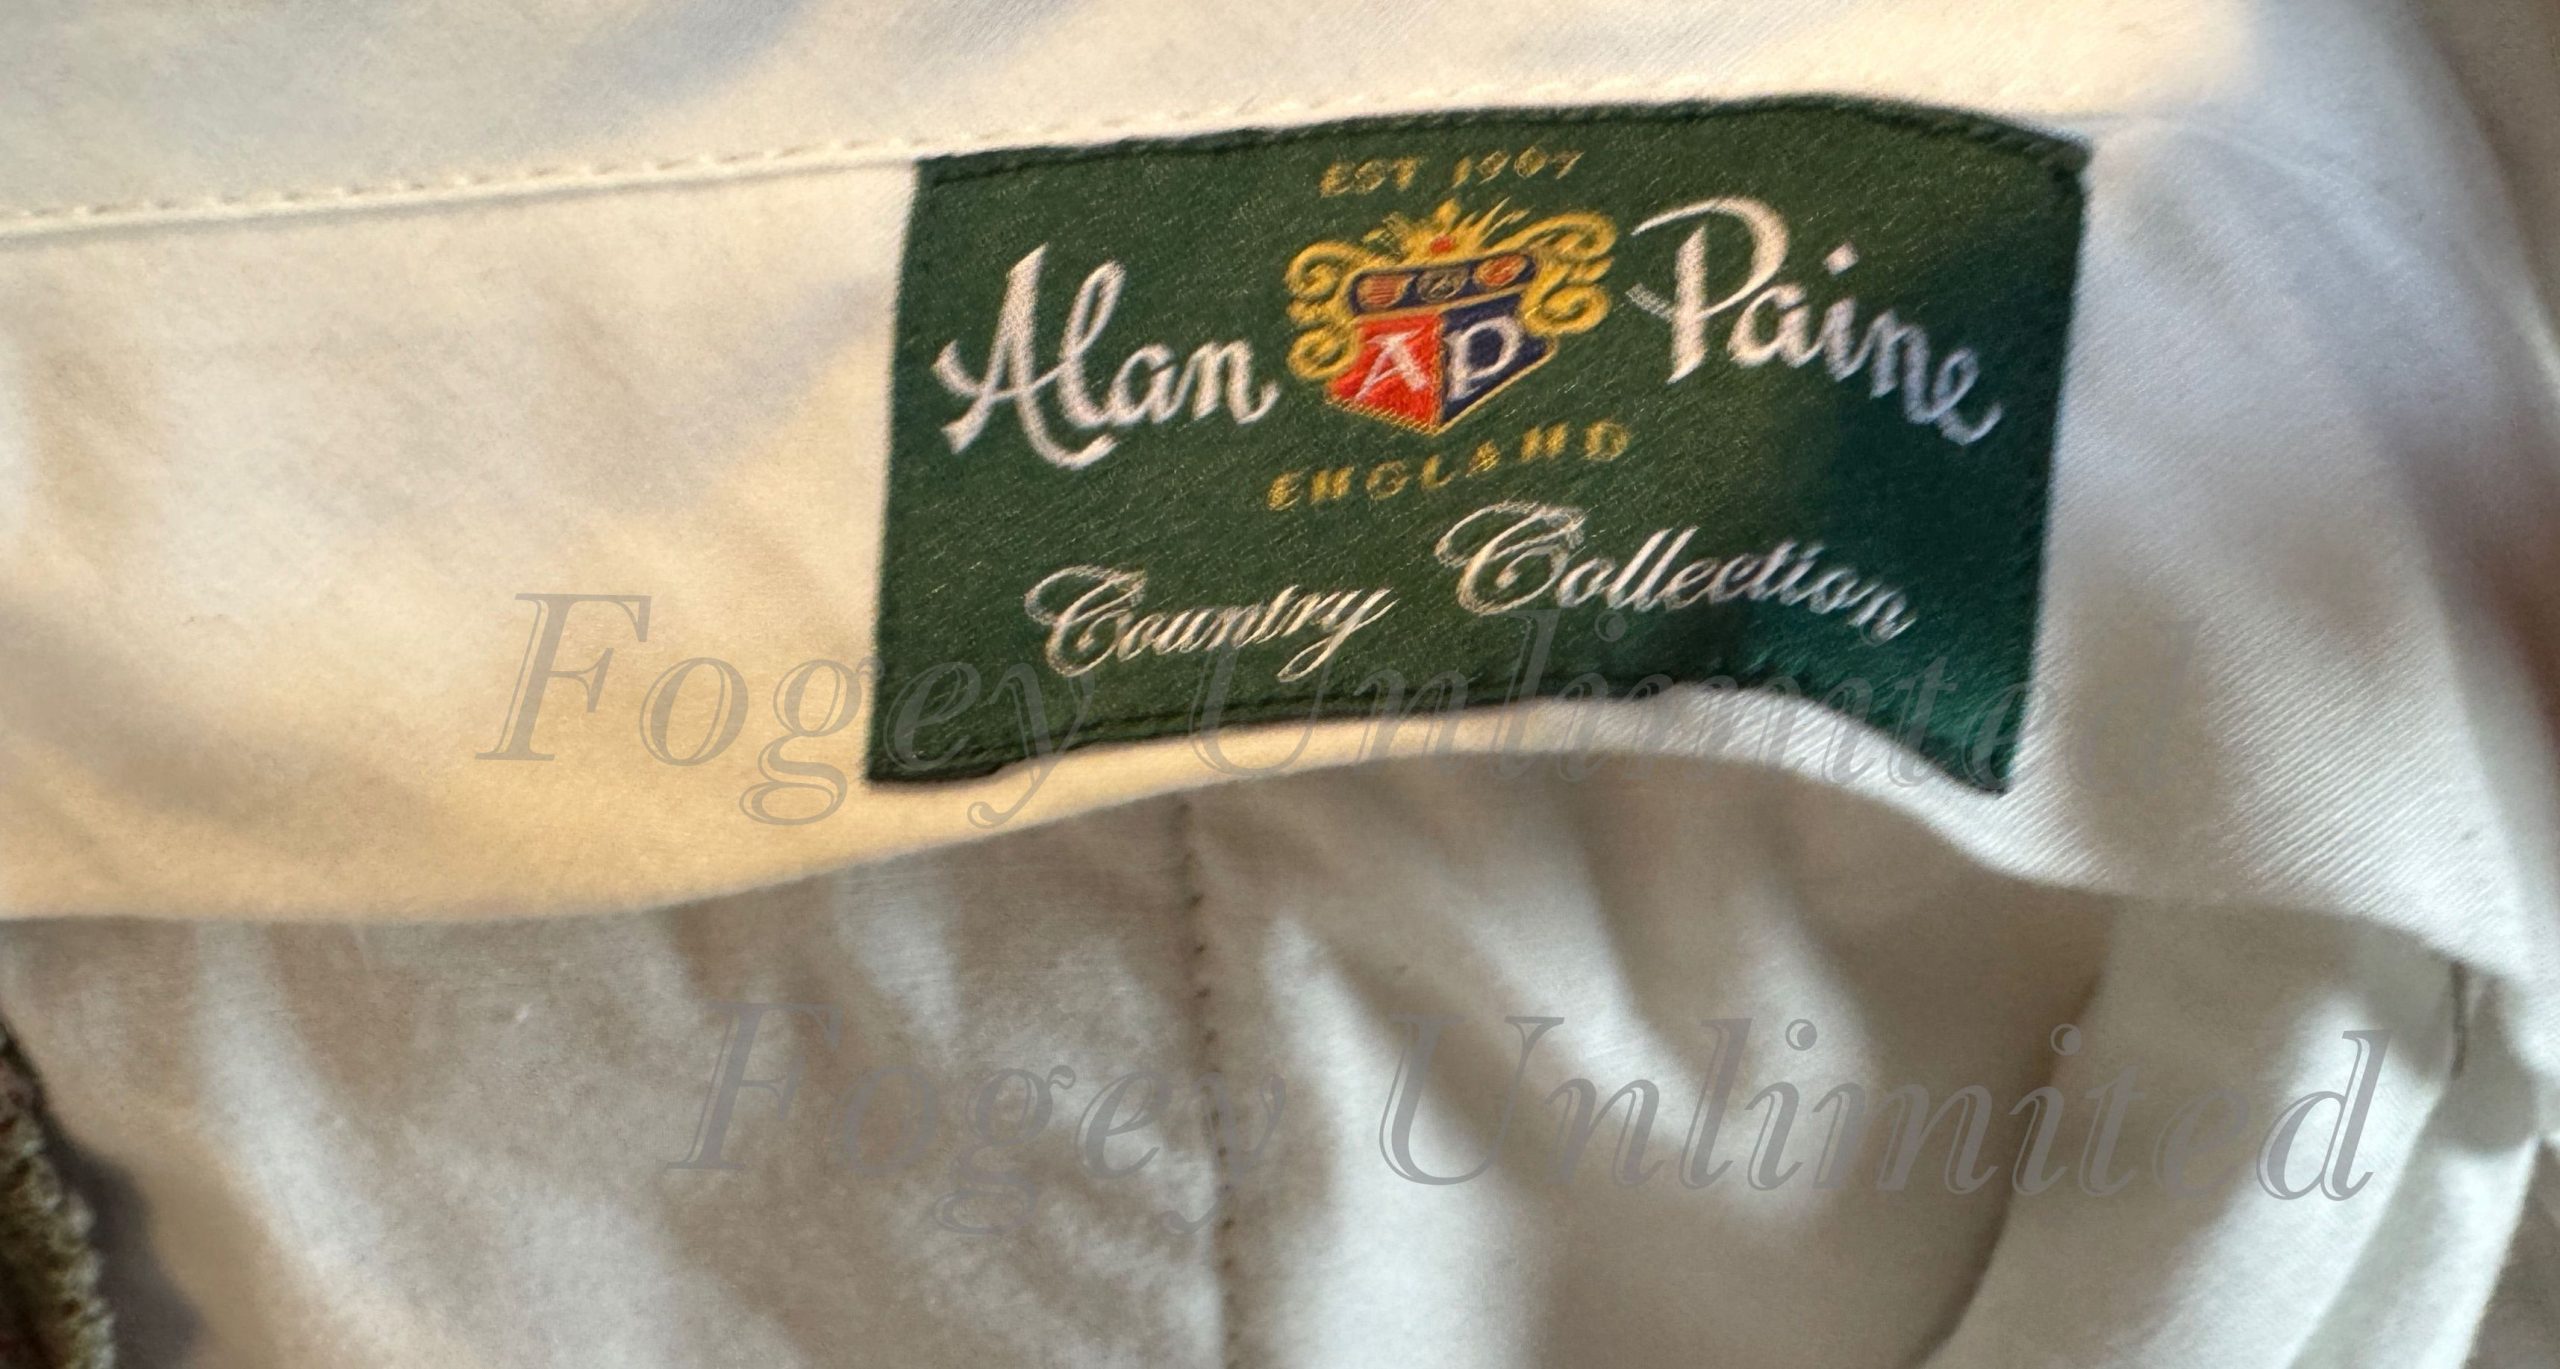 EST 1907
Alan Paine
AP
ENGLAND
Country Collection
Fogey Unlimited
Fogey Unlimited